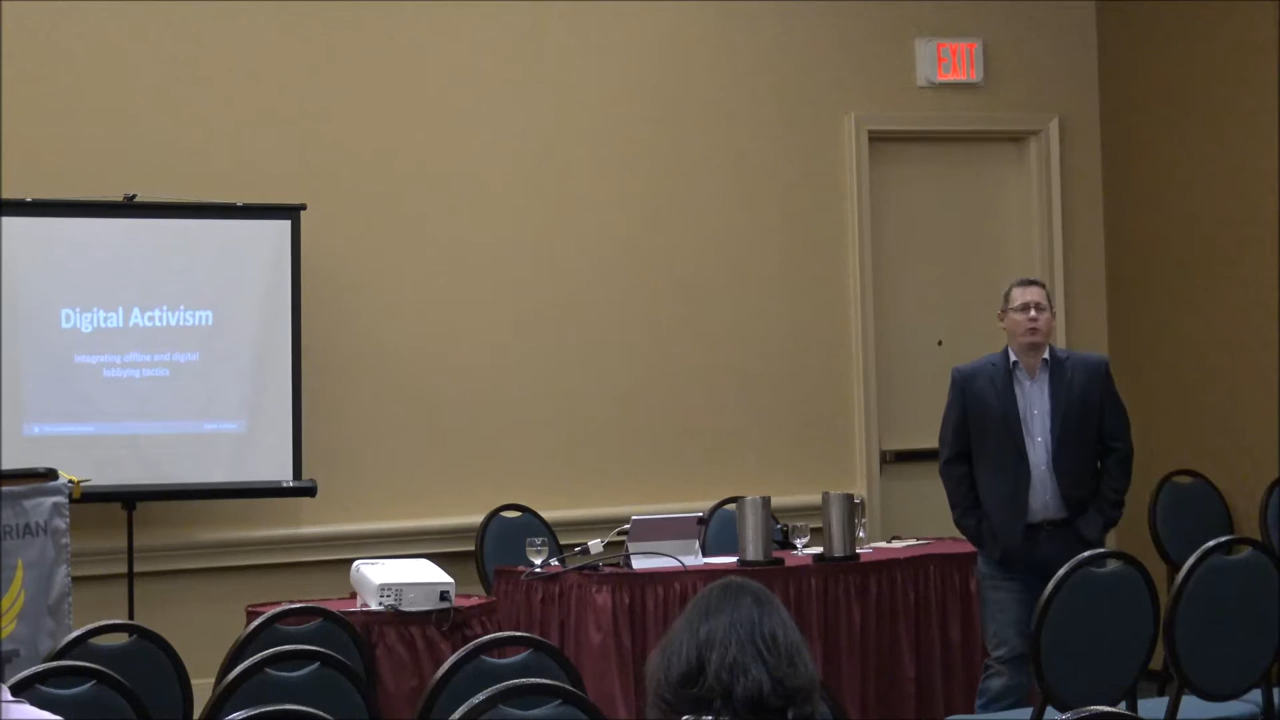 EXIT
Digital Activism
Integrating offline and digital
lobbying tactics
RIAN